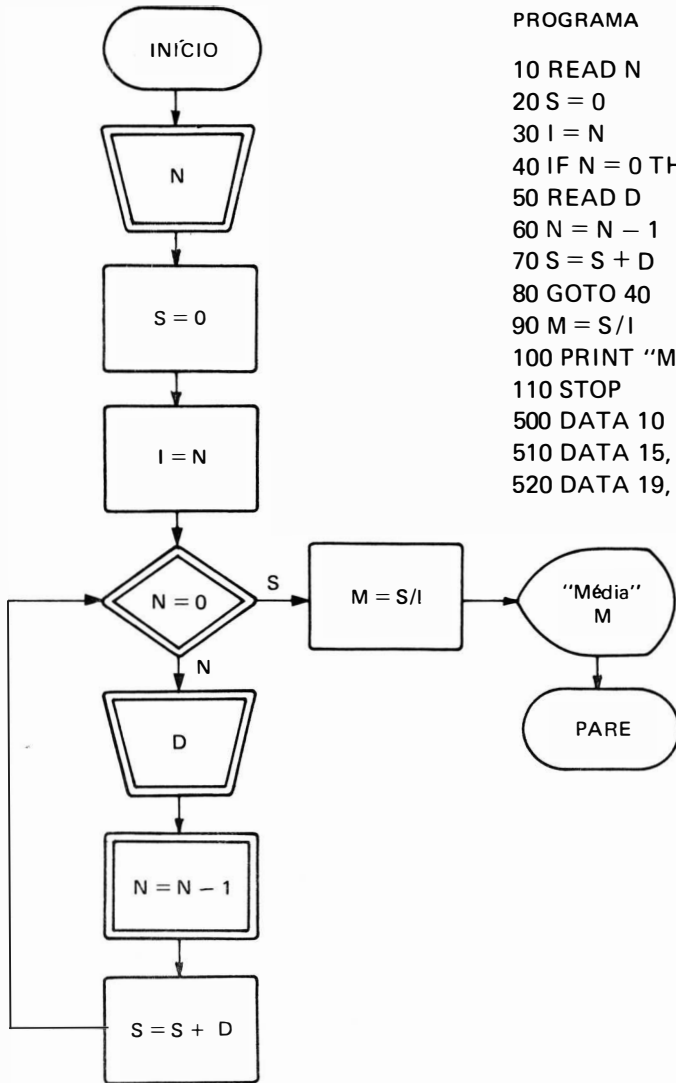 INÍCIO
N
S = 0
I = N
N = 0
S
M = S/I
"Média"
M
PARE
N
D
N = N − 1
S = S + D
PROGRAMA
10 READ N
20 S = 0
30 I = N
40 IF N = 0 TH
50 READ D
60 N = N − 1
70 S = S + D
80 GOTO 40
90 M = S/I
100 PRINT "M
110 STOP
500 DATA 10
510 DATA 15,
520 DATA 19,